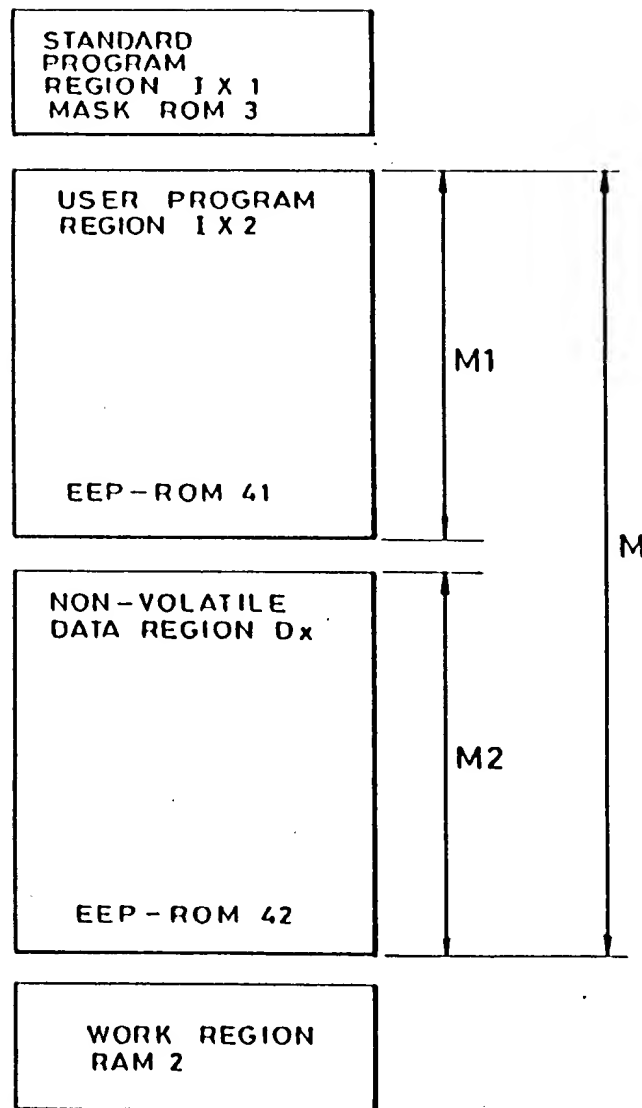 STANDARD
PROGRAM
REGION IX1
MASK ROM 3
USER PROGRAM
REGION IX2
M1
EEP-ROM 41
M
NON-VOLATILE
DATA REGION Dx
M2
EEP-ROM 42
WORK REGION
RAM 2